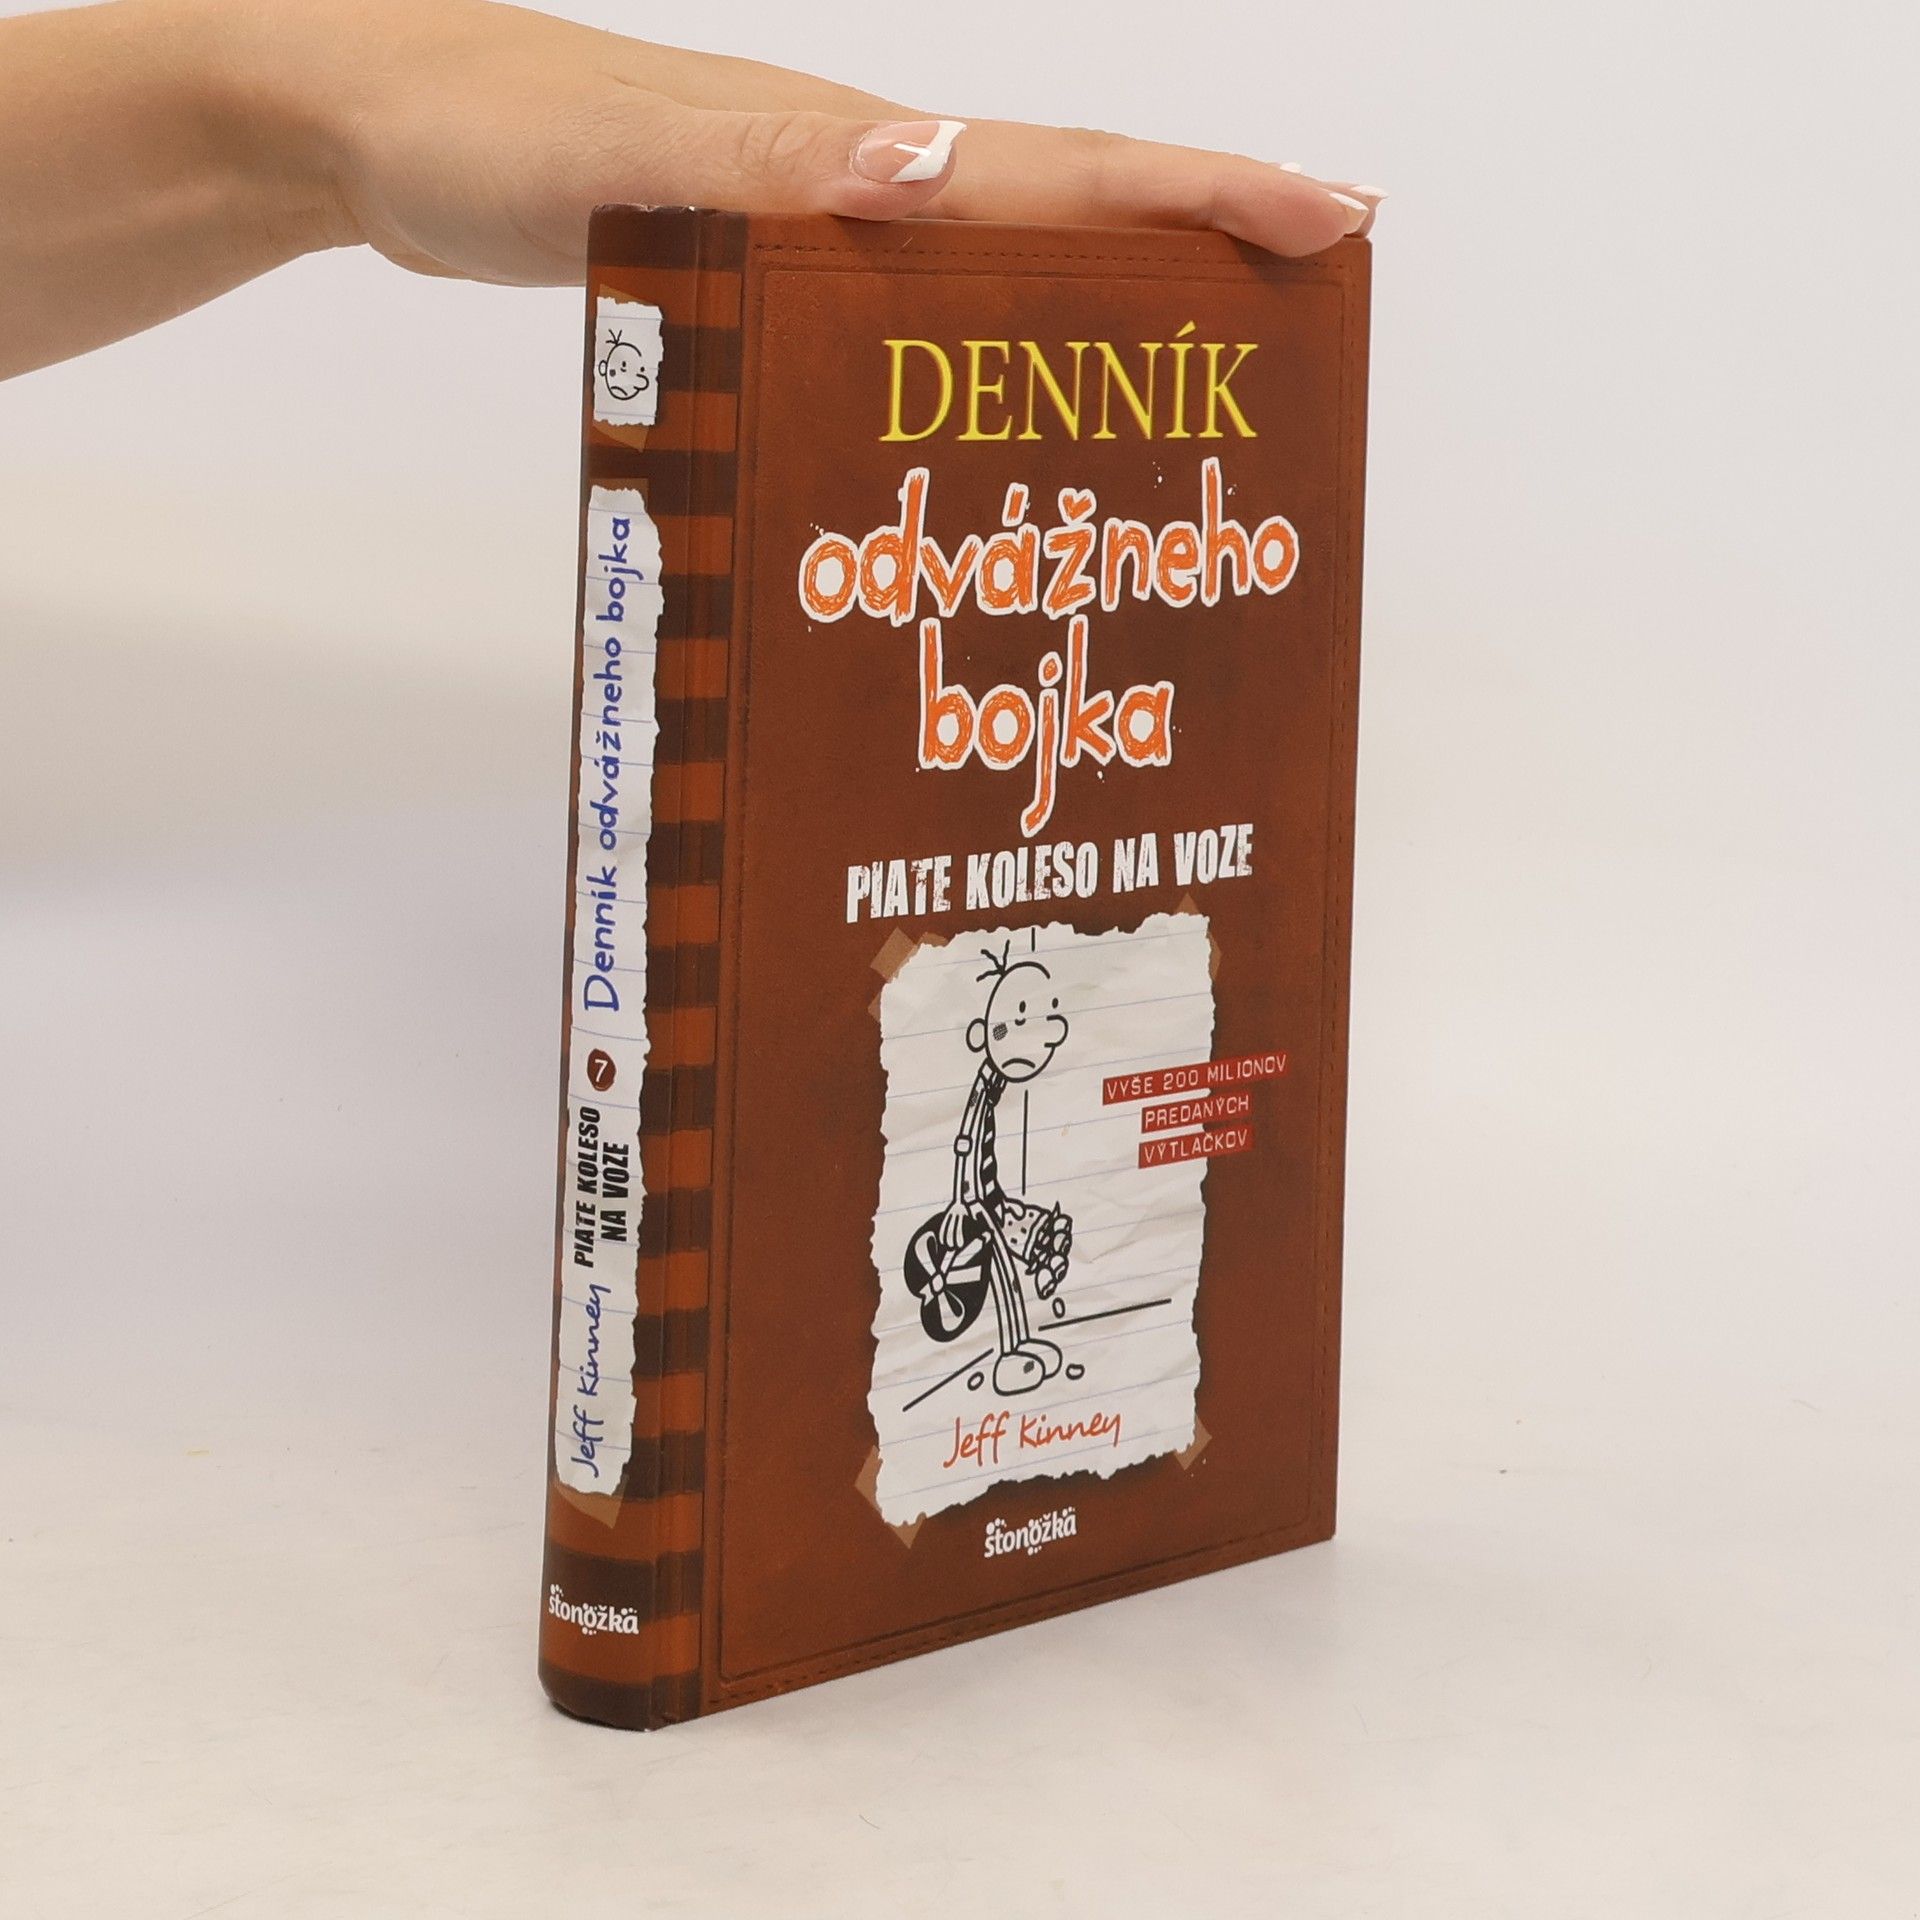 DENNÍK
odvážneho
bojka
PIATE KOLESO NA VOZE
VYŠE 200 MILIÓNOV
PREDANÝCH
VÝTLAČKOV
Jeff Kinney
stonožka
Denník odvážneho bojka
7
PIATE KOLESO
NA VOZE
Jeff Kinney
stonožka